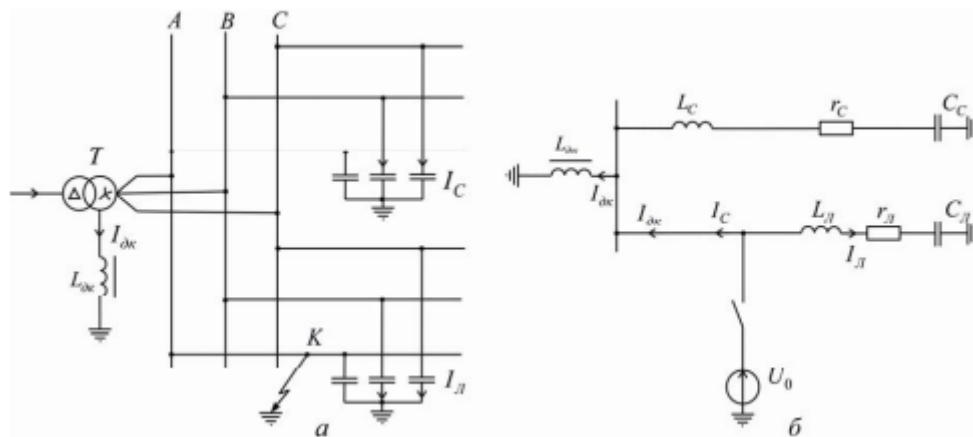 A B C
T
Δ
I_дк
L_дк
I_C
K
I_Л
а
L_C r_C C_C
L_дк
I_дк
I_дк I_C L_Л r_Л C_Л
I_Л
U_0
б